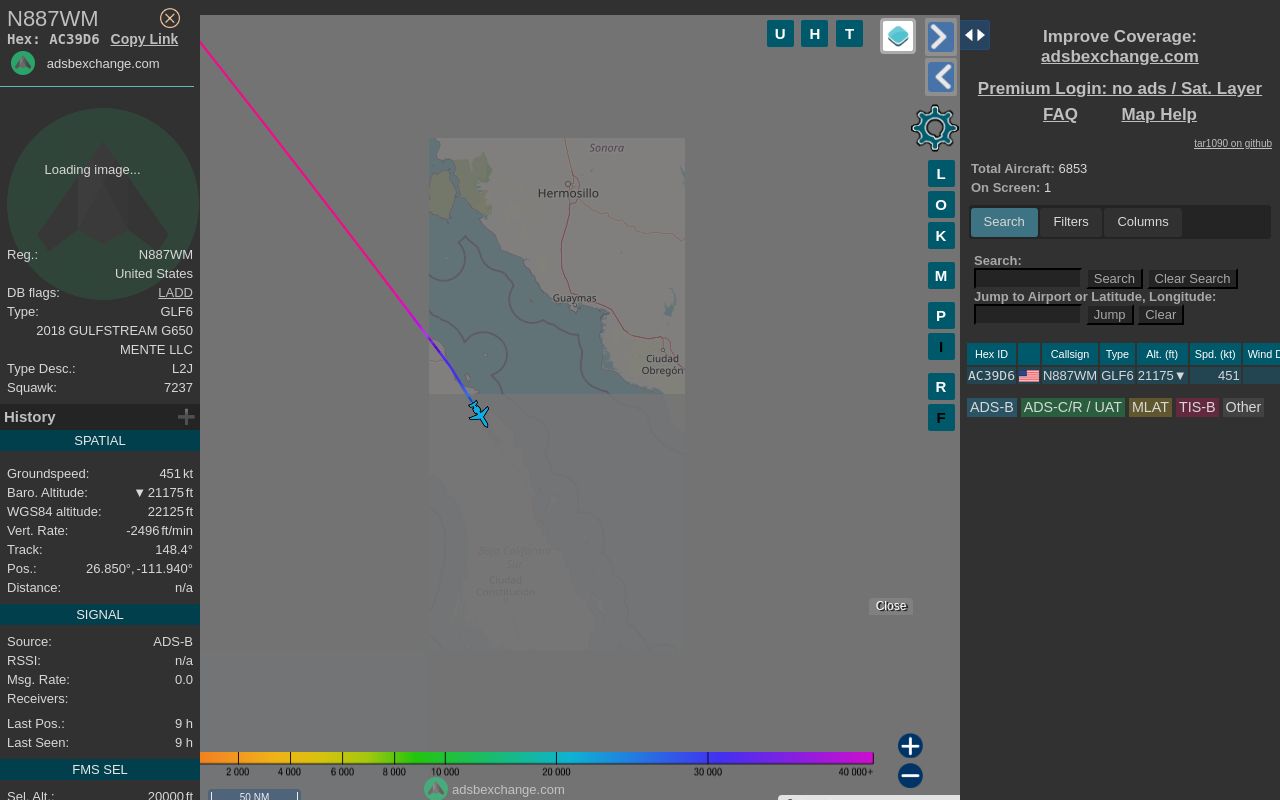 N887WM
Hex: AC39D6 Copy Link
adsbexchange.com
Loading image...
Reg.: N887WM
United States
DB flags: LADD
Type: GLF6
2018 GULFSTREAM G650
MENTE LLC
Type Desc.: L2J
Squawk: 7237
History
SPATIAL
Groundspeed: 451 kt
Baro. Altitude: ▼ 21175 ft
WGS84 altitude: 22125 ft
Vert. Rate: -2496 ft/min
Track: 148.4°
Pos.: 26.850°, -111.940°
Distance: n/a
SIGNAL
Source: ADS-B
RSSI: n/a
Msg. Rate: 0.0
Receivers:
Last Pos.: 9 h
Last Seen: 9 h
FMS SEL
Sel. Alt.: 20000 ft
U H T
L
O
K
M
P
I
R
F
Sonora
Hermosillo
Guaymas
Ciudad
Obregón
Baja California
Sur
Ciudad
Constitución
Close
2 000 4 000 6 000 8 000 10 000 20 000 30 000 40 000+
adsbexchange.com
50 NM
Improve Coverage:
adsbexchange.com
Premium Login: no ads / Sat. Layer
FAQ Map Help
tar1090 on github
Total Aircraft: 6853
On Screen: 1
Search Filters Columns
Search:
Search Clear Search
Jump to Airport or Latitude, Longitude:
Jump Clear
Hex ID Callsign Type Alt. (ft) Spd. (kt) Wind D
AC39D6 N887WM GLF6 21175▼ 451
ADS-B ADS-C/R / UAT MLAT TIS-B Other